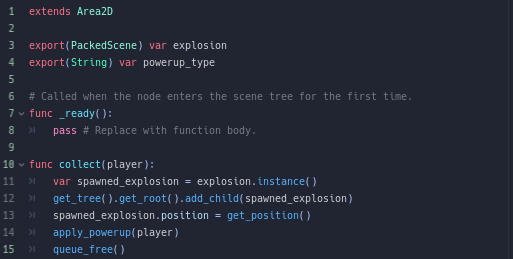 1 extends Area2D
2
3 export(PackedScene) var explosion
4 export(String) var powerup_type
5
6 # Called when the node enters the scene tree for the first time.
7 func _ready():
8 pass # Replace with function body.
9
10 func collect(player):
11 var spawned_explosion = explosion.instance()
12 get_tree().get_root().add_child(spawned_explosion)
13 spawned_explosion.position = get_position()
14 apply_powerup(player)
15 queue_free()